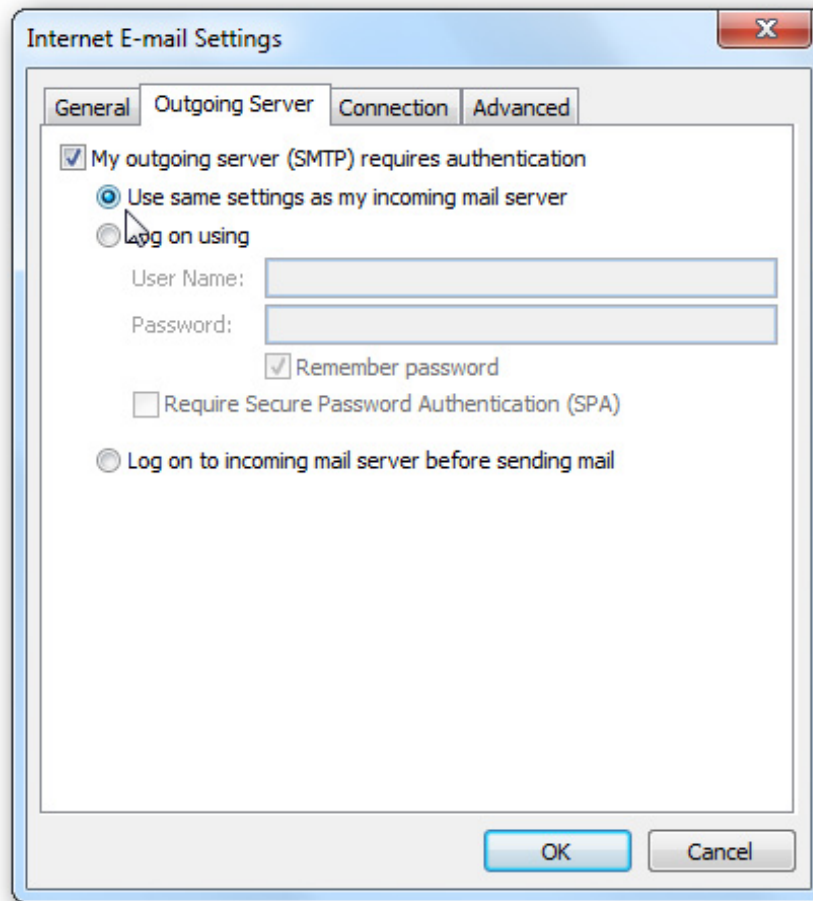 Internet E-mail Settings
General Outgoing Server Connection Advanced
My outgoing server (SMTP) requires authentication
Use same settings as my incoming mail server
Log on using
User Name:
Password:
Remember password
Require Secure Password Authentication (SPA)
Log on to incoming mail server before sending mail
OK Cancel